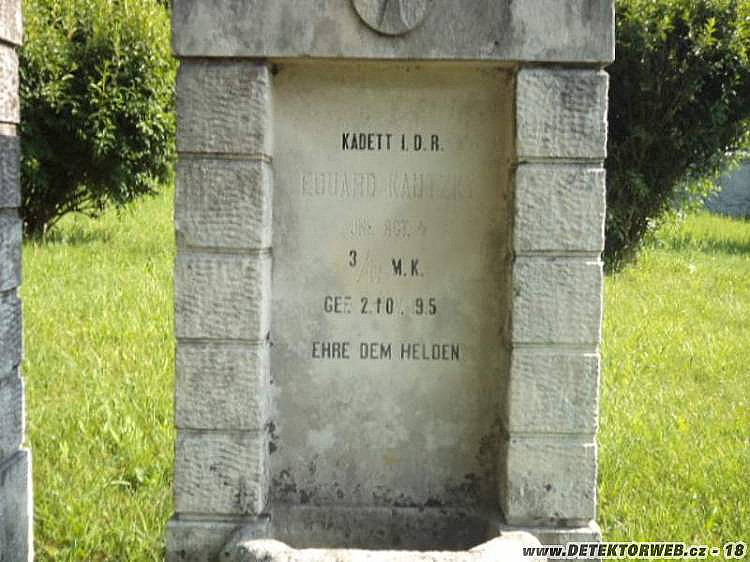 KADETT I. D. R.
EDUARD KAUTZKY
3 M. K.
GEF. 2.10. 95
EHRE DEM HELDEN
www.DETEKTORWEB.cz - 18